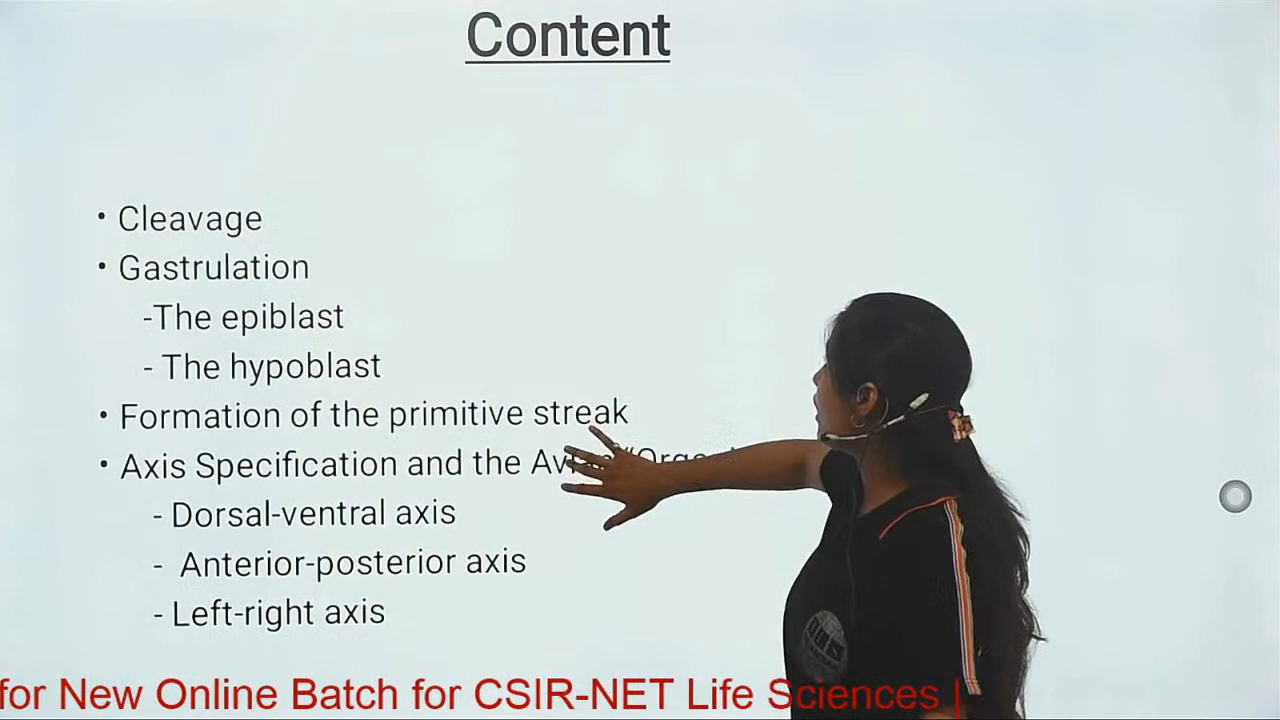 Content
• Cleavage
• Gastrulation
-The epiblast
- The hypoblast
• Formation of the primitive streak
• Axis Specification and the
- Dorsal-ventral axis
- Anterior-posterior axis
- Left-right axis
for New Online Batch for CSIR-NET Life Sciences |